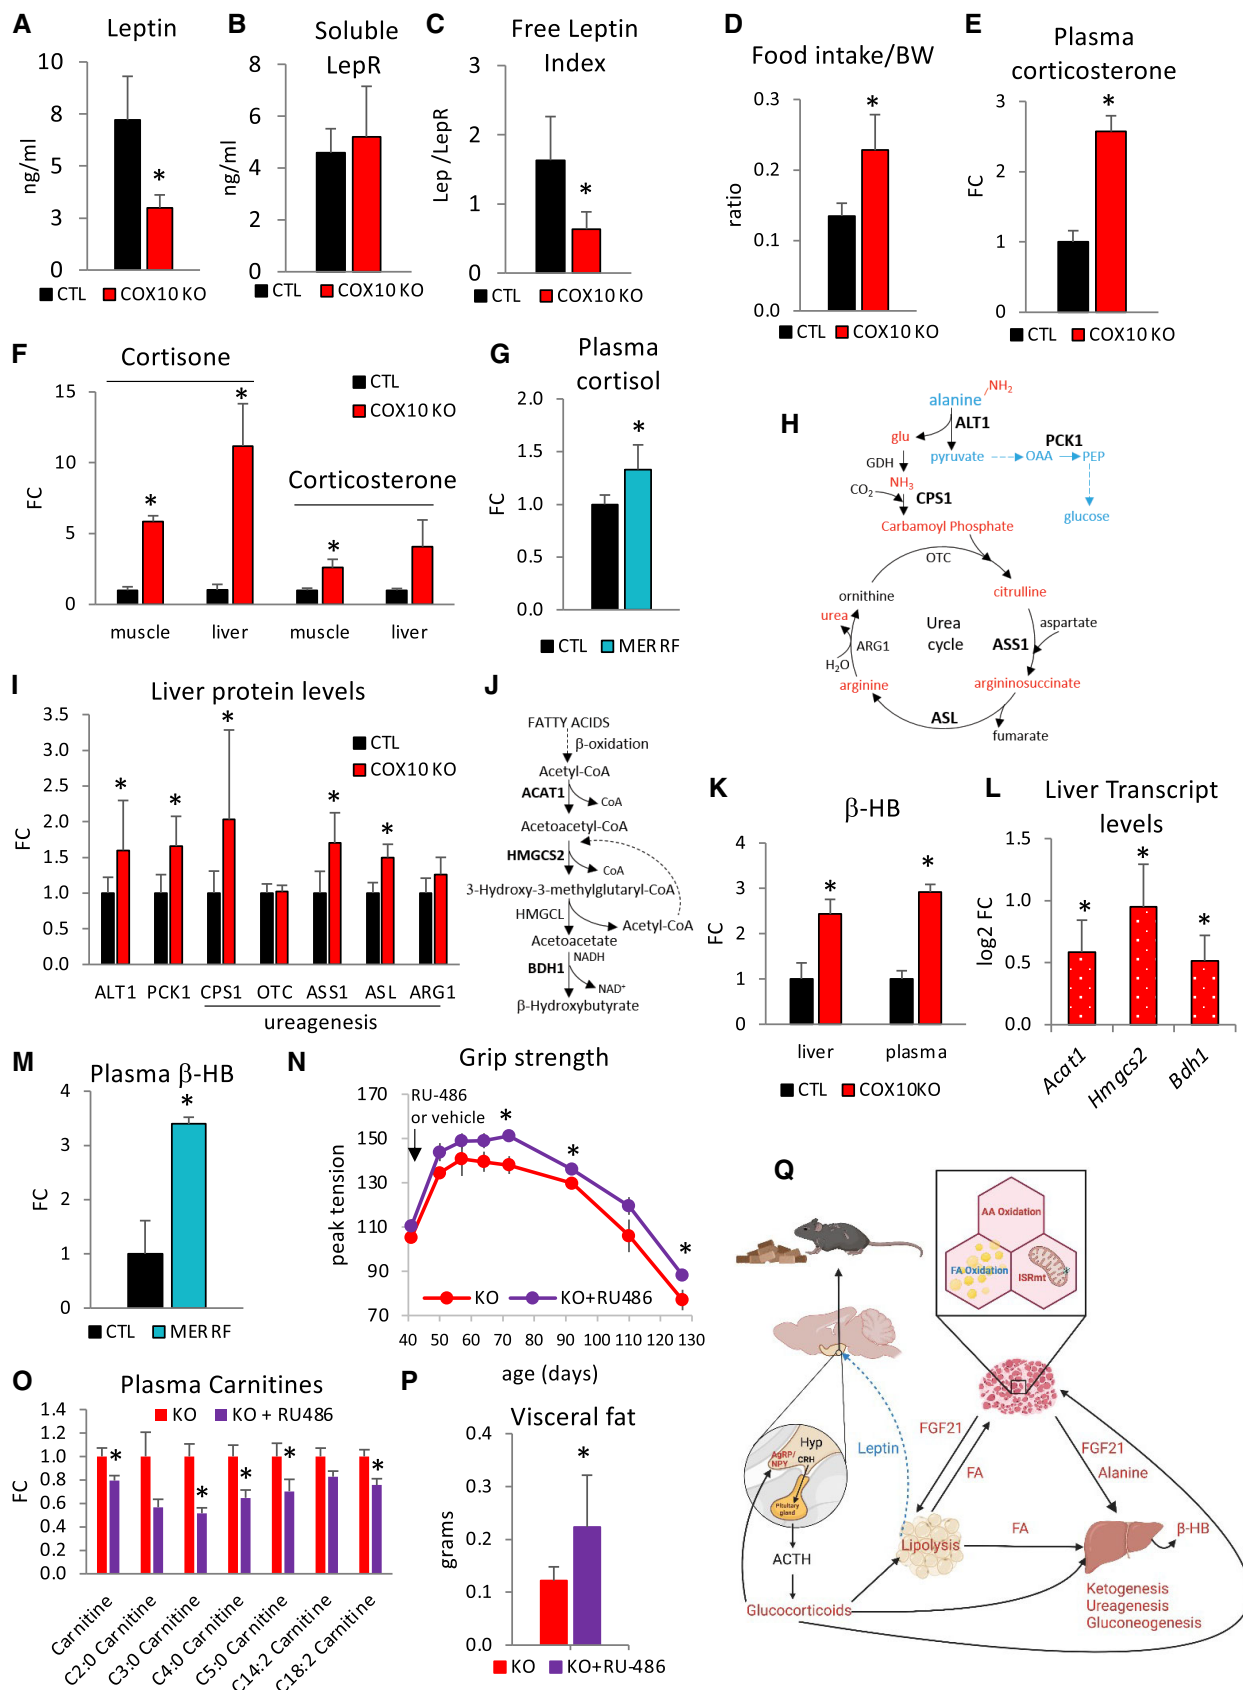 A
Leptin
10
8
5
3
0
ng/ml
*
CTL
COX10 KO
B
Soluble
LepR
8
6
4
2
0
ng/ml
CTL
COX10 KO
C
Free Leptin
Index
3
2
1
0
Lep /LepR
*
CTL
COX10 KO
D
Food intake/BW
0.3
0.2
0.1
0.0
ratio
*
CTL
COX10 KO
E
Plasma
corticosterone
3
2
1
0
FC
*
CTL
COX10 KO
F
Cortisone
15
10
5
0
FC
*
*
CTL
COX10 KO
Corticosterone
*
muscle
liver
muscle
liver
G
Plasma
cortisol
2.0
1.5
1.0
0.5
0.0
FC
*
CTL
MERRF
H
alanine
NH2
ALT1
glu
pyruvate
OAA
PCK1
PEP
glucose
GDH
NH3
CO2
CPS1
Carbamoyl Phosphate
OTC
ornithine
citrulline
urea
Urea
cycle
aspartate
ASS1
ARG1
H2O
arginine
argininosuccinate
ASL
fumarate
I
Liver protein levels
3.5
3.0
2.5
2.0
1.5
1.0
0.5
0.0
FC
CTL
COX10 KO
*
*
*
*
*
ALT1
PCK1
CPS1
OTC
ASS1
ASL
ARG1
ureagenesis
J
FATTY ACIDS
β-oxidation
Acetyl-CoA
ACAT1
CoA
Acetoacetyl-CoA
HMGCS2
CoA
3-Hydroxy-3-methylglutaryl-CoA
HMGCL
Acetyl-CoA
Acetoacetate
NADH
BDH1
NAD+
β-Hydroxybutyrate
K
β-HB
4
3
2
1
0
FC
*
*
liver
plasma
CTL
COX10KO
L
Liver Transcript
levels
1.5
1.0
0.5
0.0
log2 FC
*
*
*
Acat1
Hmgcs2
Bdh1
M
Plasma β-HB
4
3
2
1
0
FC
*
CTL
MERRF
N
Grip strength
170
150
130
110
90
70
peak tension
RU-486
or vehicle
*
*
*
KO
KO+RU486
40 50 60 70 80 90 100 110 120 130
age (days)
O
Plasma Carnitines
1.4
1.2
1.0
0.8
0.6
0.4
0.2
0.0
FC
KO
KO + RU486
*
*
*
*
*
Carnitine
C2:0 Carnitine
C3:0 Carnitine
C4:0 Carnitine
C5:0 Carnitine
C14:2 Carnitine
C18:2 Carnitine
P
Visceral fat
0.4
0.3
0.2
0.1
0.0
grams
*
KO
KO+RU-486
Q
AA Oxidation
FA Oxidation
ISRmt
Hyp
AgRP/
NPY
CRH
Pituitary
gland
Leptin
FGF21
FA
FGF21
Alanine
Lipolysis
FA
β-HB
ACTH
Glucocorticoids
Ketogenesis
Ureagenesis
Gluconeogenesis